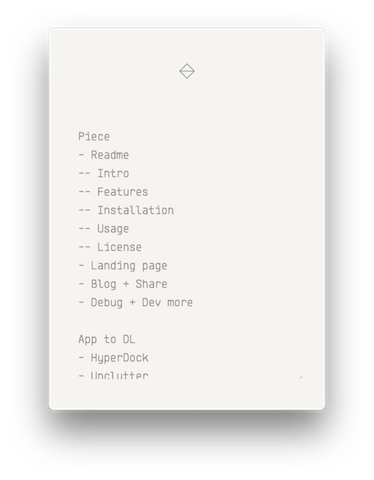 Piece
- Readme
-- Intro
-- Features
-- Installation
-- Usage
-- License
- Landing page
- Blog + Share
- Debug + Dev more
App to DL
- HyperDock
- Unclutter